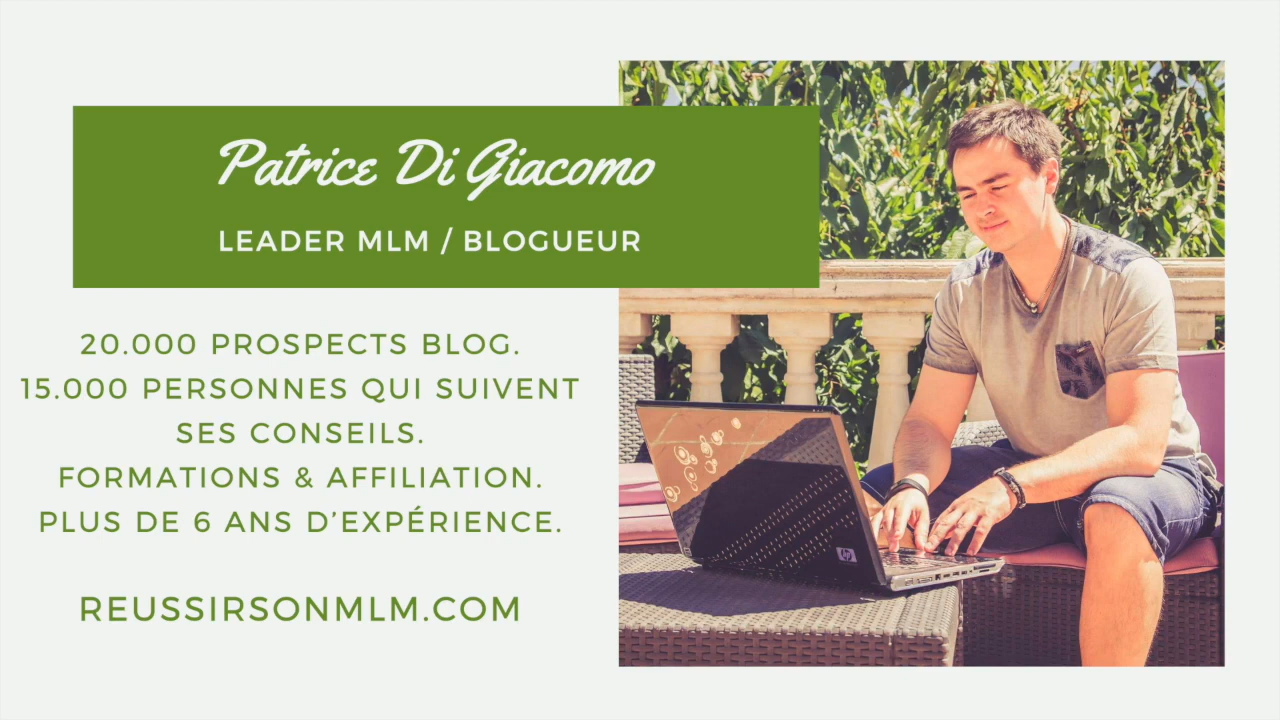 Patrice Di Giacomo
LEADER MLM / BLOGUEUR
20.000 PROSPECTS BLOG.
15.000 PERSONNES QUI SUIVENT
SES CONSEILS.
FORMATIONS & AFFILIATION.
PLUS DE 6 ANS D’EXPÉRIENCE.
REUSSIRSONMLM.COM
hp